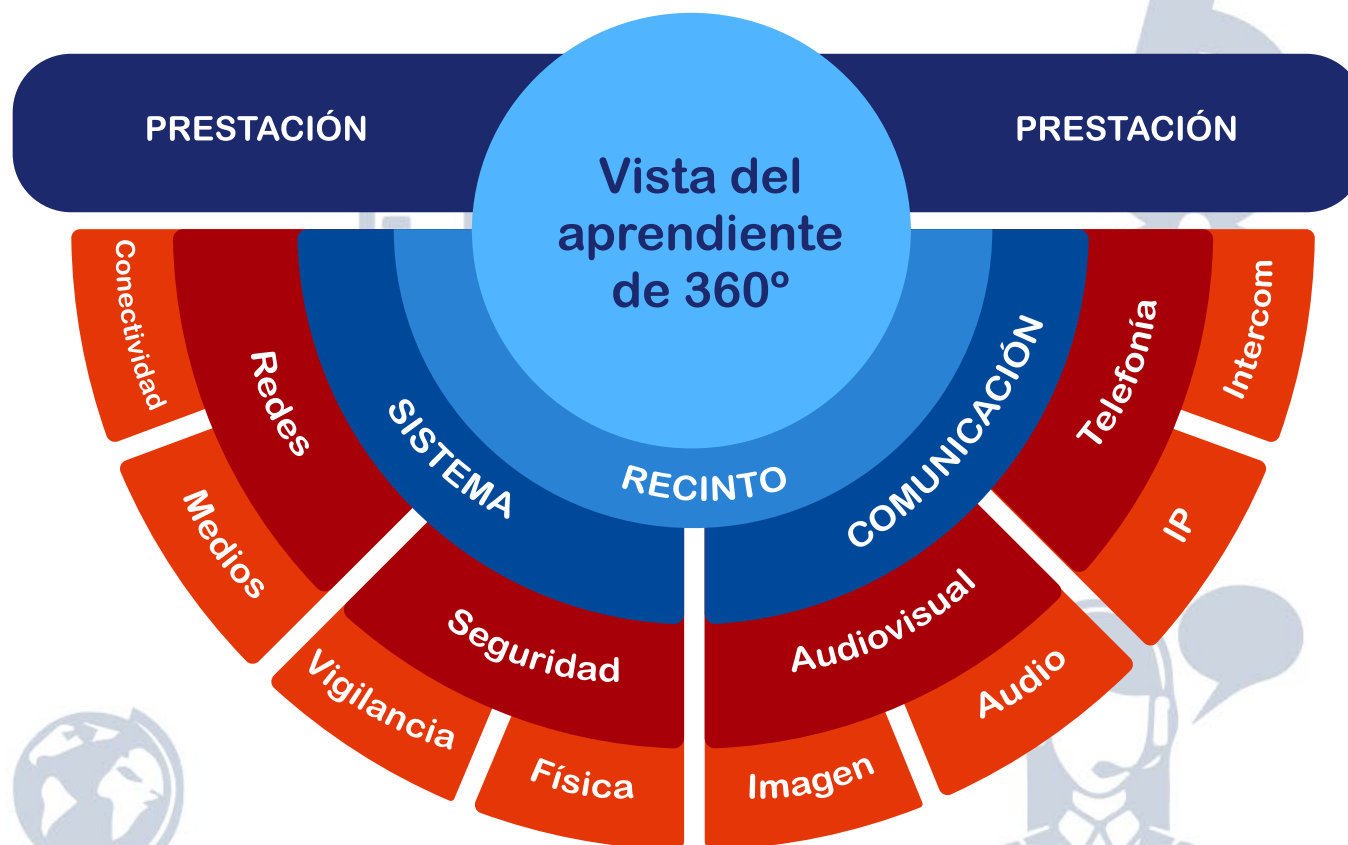 PRESTACIÓN
PRESTACIÓN
Vista del
aprendiente
de 360º
RECINTO
SISTEMA
COMUNICACIÓN
Redes
Seguridad
Audiovisual
Telefonía
Conectividad
Medios
Vigilancia
Física
Imagen
Audio
IP
Intercom